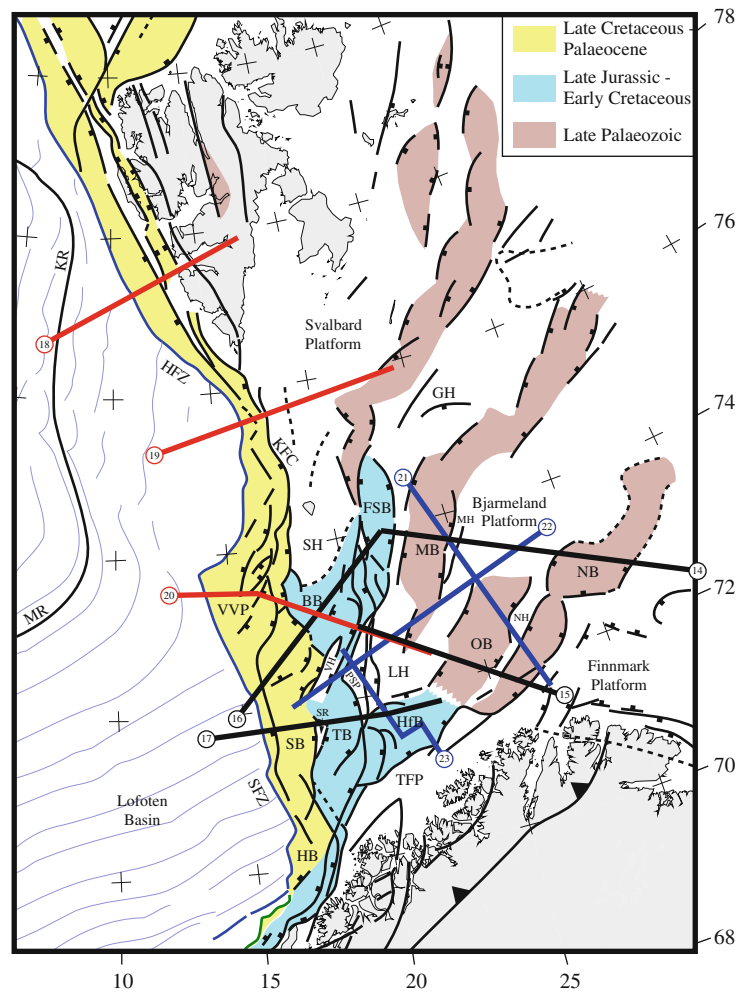 Late Cretaceous
Palaeocene
Late Jurassic -
Early Cretaceous
Late Palaeozoic
78
76
74
72
70
68
10
15
20
25
KR
18
HFZ
Svalbard
Platform
19
KFC
GH
21
FSB
MH
Bjarmeland
Platform
22
SH
MB
14
NB
20
VVP
BB
MR
NH
OB
VH
PSP
LH
Finnmark
Platform
15
16
SR
HfB
17
SB
TB
23
TFP
SFZ
Lofoten
Basin
HB